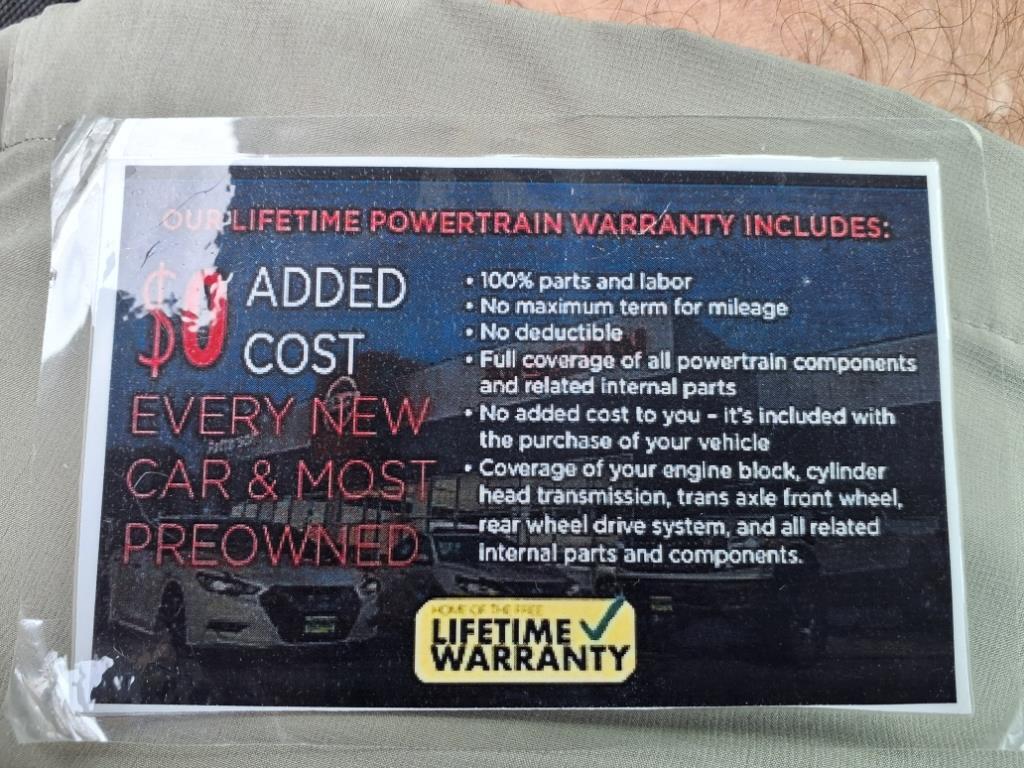 OUR LIFETIME POWERTRAIN WARRANTY INCLUDES:
$0 ADDED
COST
EVERY NEW
CAR & MOST
PREOWNED
• 100% parts and labor
• No maximum term for mileage
• No deductible
• Full coverage of all powertrain components
and related internal parts
• No added cost to you – it's included with
the purchase of your vehicle
• Coverage of your engine block, cylinder
head transmission, trans axle front wheel,
rear wheel drive system, and all related
internal parts and components.
HOME OF THE FREE
LIFETIME
WARRANTY